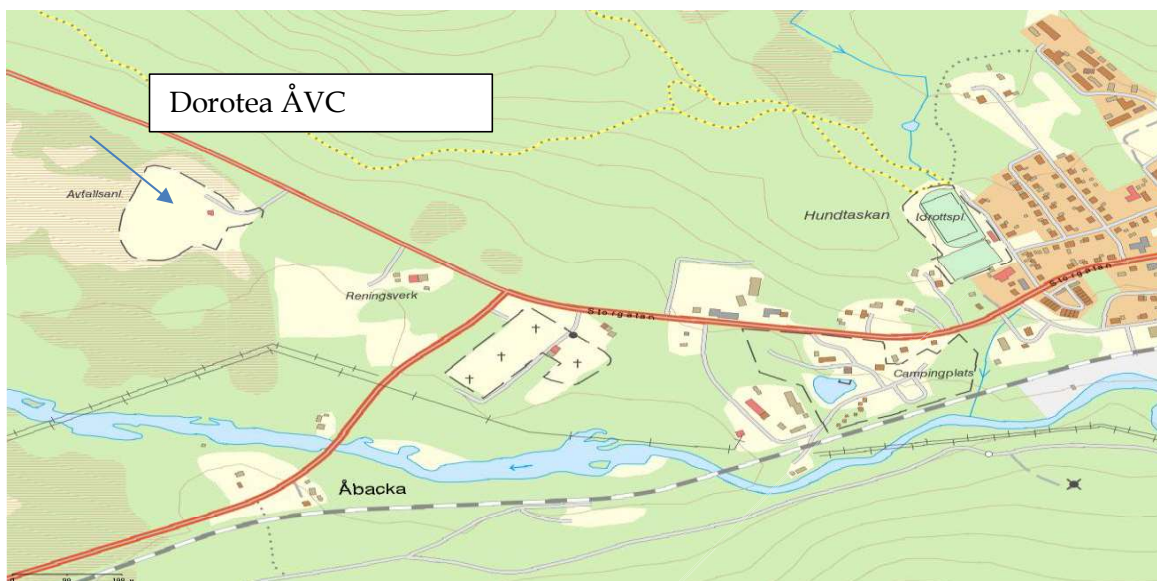 Dorotea ÅVC
Avfallsanl.
Hundtaskan
Idrottspl.
Storgatan
Reningsverk
Storgatan
Campingplats
Åbacka